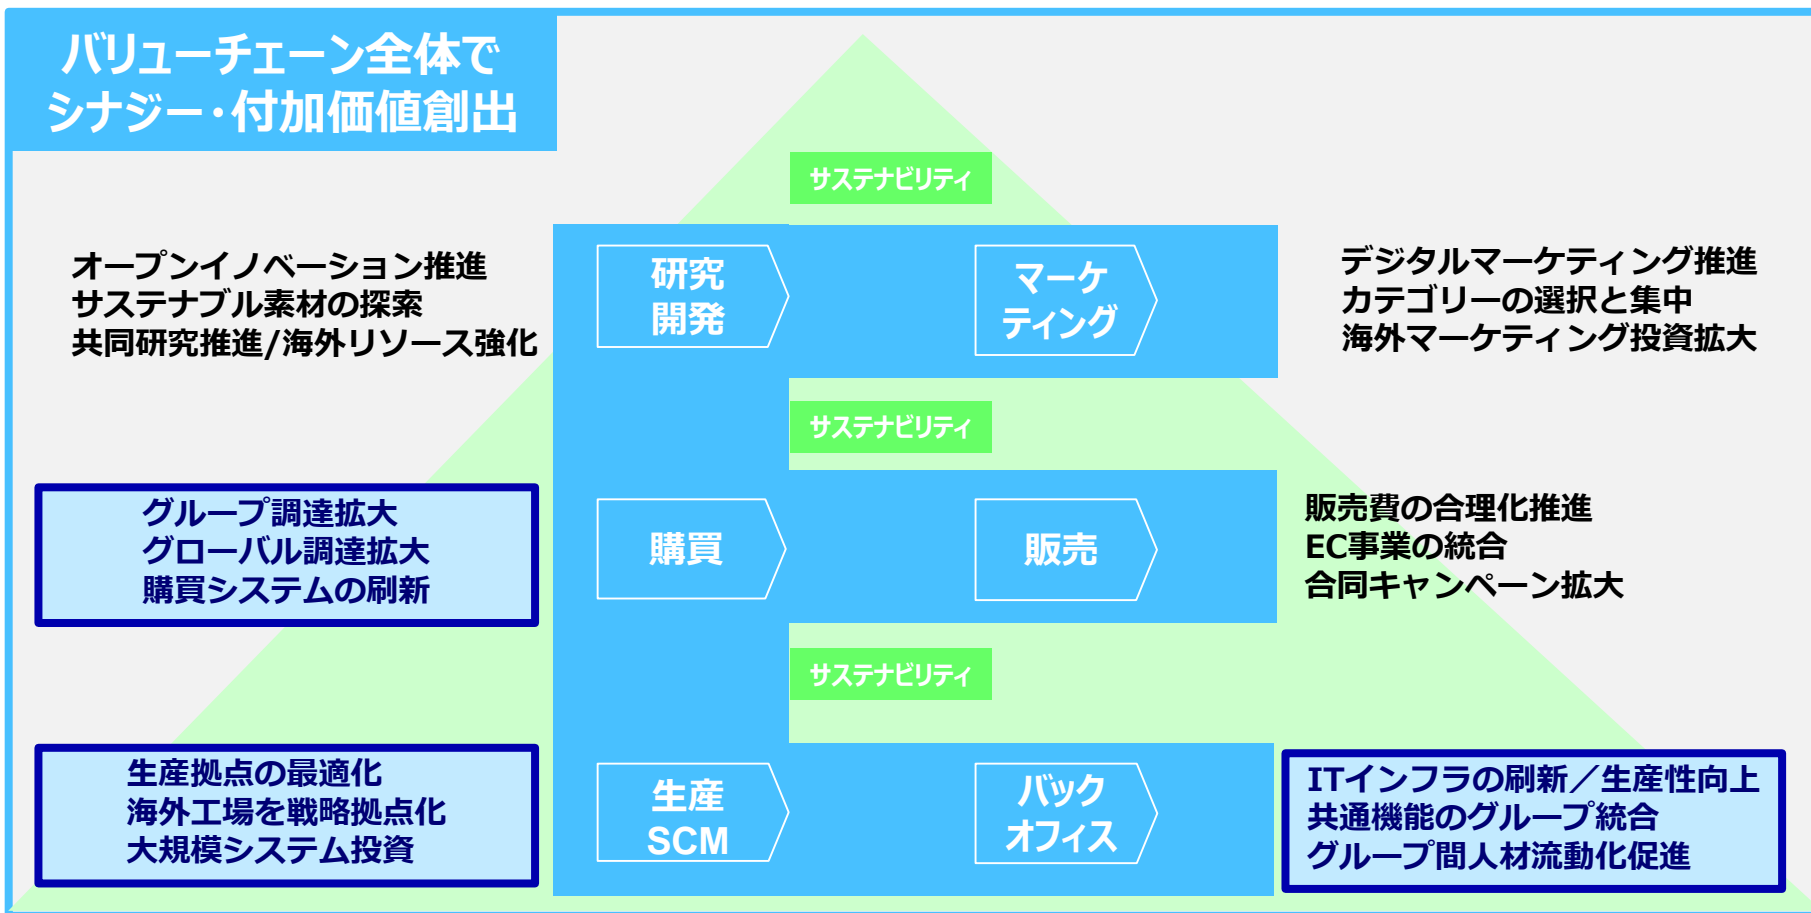 バリューチェーン全体で
シナジー・付加価値創出
サステナビリティ
オープンイノベーション推進
サステナブル素材の探索
共同研究推進/海外リソース強化
研究
開発
マーケ
ティング
デジタルマーケティング推進
カテゴリーの選択と集中
海外マーケティング投資拡大
サステナビリティ
グループ調達拡大
グローバル調達拡大
購買システムの刷新
購買
販売
販売費の合理化推進
EC事業の統合
合同キャンペーン拡大
サステナビリティ
生産拠点の最適化
海外工場を戦略拠点化
大規模システム投資
生産
SCM
バック
オフィス
ITインフラの刷新／生産性向上
共通機能のグループ統合
グループ間人材流動化促進